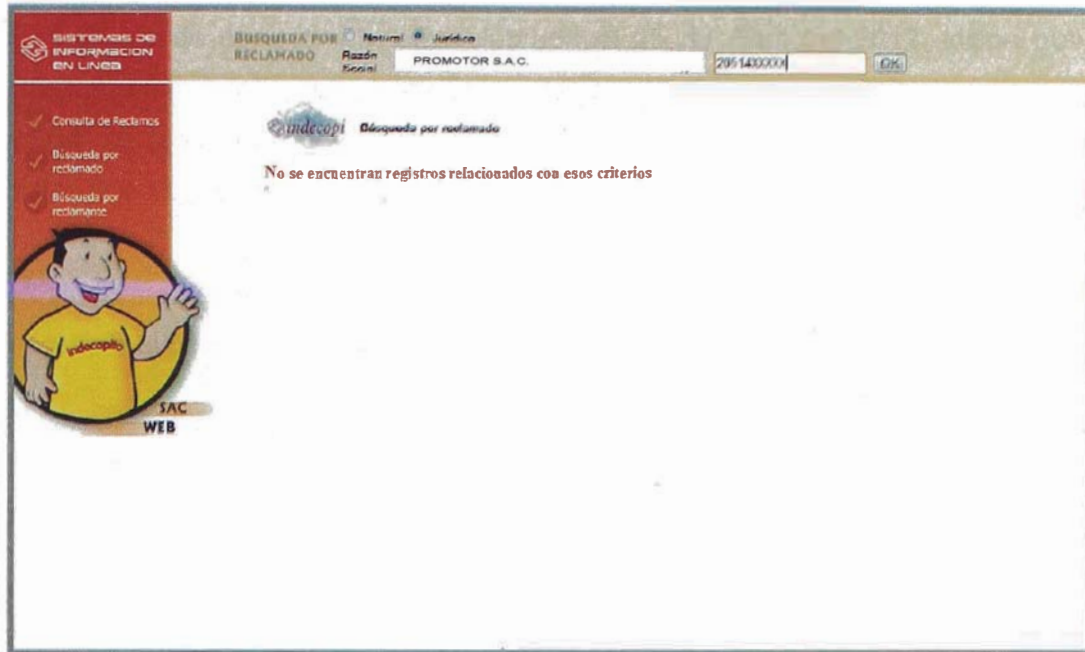 SISTEMAS DE
INFORMACION
EN LINEA
BUSQUEDA POR
RECLAMADO
Natural Jurídica
Razón
Social
PROMOTOR S.A.C.
OK
Consulta de Reclamos
Búsqueda por
reclamado
Búsqueda por
reclamante
indecopi Búsqueda por reclamado
No se encuentran registros relacionados con esos criterios
indecopito
SAC
WEB